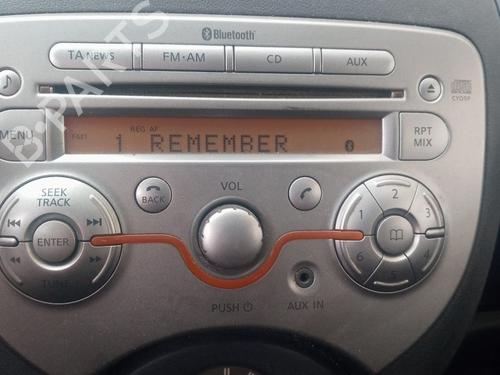 Bluetooth
TA·NEWS FM·AM CD AUX
MENU
REG AF
FM1 1 REMEMBER
RPT
MIX
SEEK
TRACK
BACK
VOL
ENTER
TUNE
PUSH
AUX IN
1 2 3 4 5 6
B-PARTS